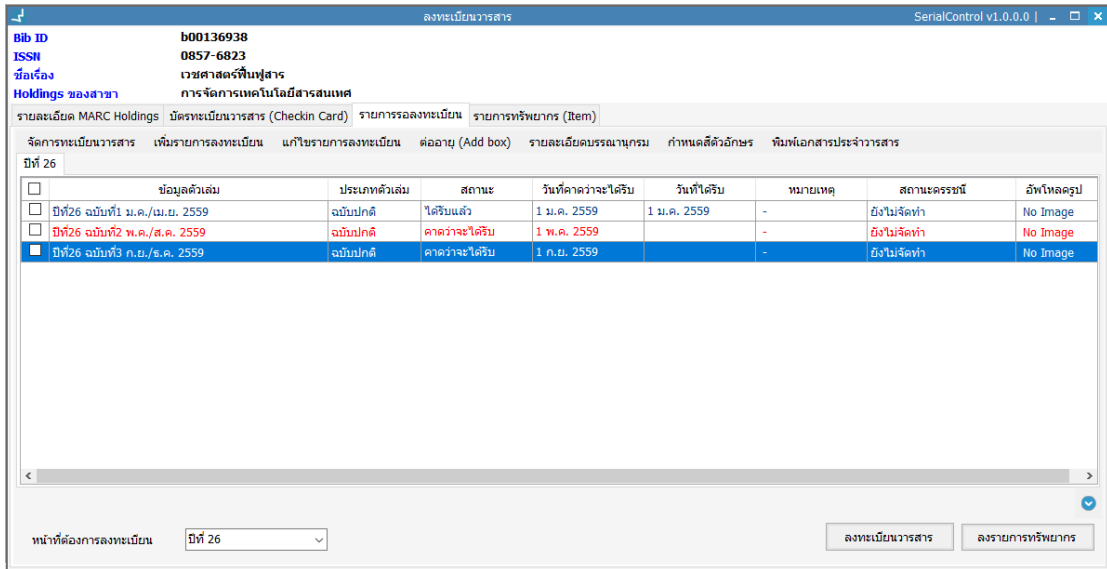 ลงทะเบียนวารสาร SerialControl v1.0.0.0 |
Bib ID b00136938
ISSN 0857-6823
ชื่อเรื่อง เวชศาสตร์ฟื้นฟูสาร
Holdings ของสาขา การจัดการเทคโนโลยีสารสนเทศ
รายละเอียด MARC Holdings บัตรทะเบียนวารสาร (Checkin Card) รายการรอลงทะเบียน รายการทรัพยากร (Item)
จัดการทะเบียนวารสาร เพิ่มรายการลงทะเบียน แก้ไขรายการลงทะเบียน ต่ออายุ (Add box) รายละเอียดบรรณานุกรม กำหนดสีตัวอักษร พิมพ์เอกสารประจำวารสาร
ปีที่ 26
ข้อมูลตัวเล่ม ประเภทตัวเล่ม สถานะ วันที่คาดว่าจะได้รับ วันที่ได้รับ หมายเหตุ สถานะดรรชนี อัพโหลดรูป
ปีที่26 ฉบับที่1 ม.ค./เม.ย. 2559 ฉบับปกติ ได้รับแล้ว 1 ม.ค. 2559 1 ม.ค. 2559 - ยังไม่จัดทำ No Image
ปีที่26 ฉบับที่2 พ.ค./ส.ค. 2559 ฉบับปกติ คาดว่าจะได้รับ 1 พ.ค. 2559 - ยังไม่จัดทำ No Image
ปีที่26 ฉบับที่3 ก.ย./ธ.ค. 2559 ฉบับปกติ คาดว่าจะได้รับ 1 ก.ย. 2559 - ยังไม่จัดทำ No Image
หน้าที่ต้องการลงทะเบียน ปีที่ 26 ลงทะเบียนวารสาร ลงรายการทรัพยากร